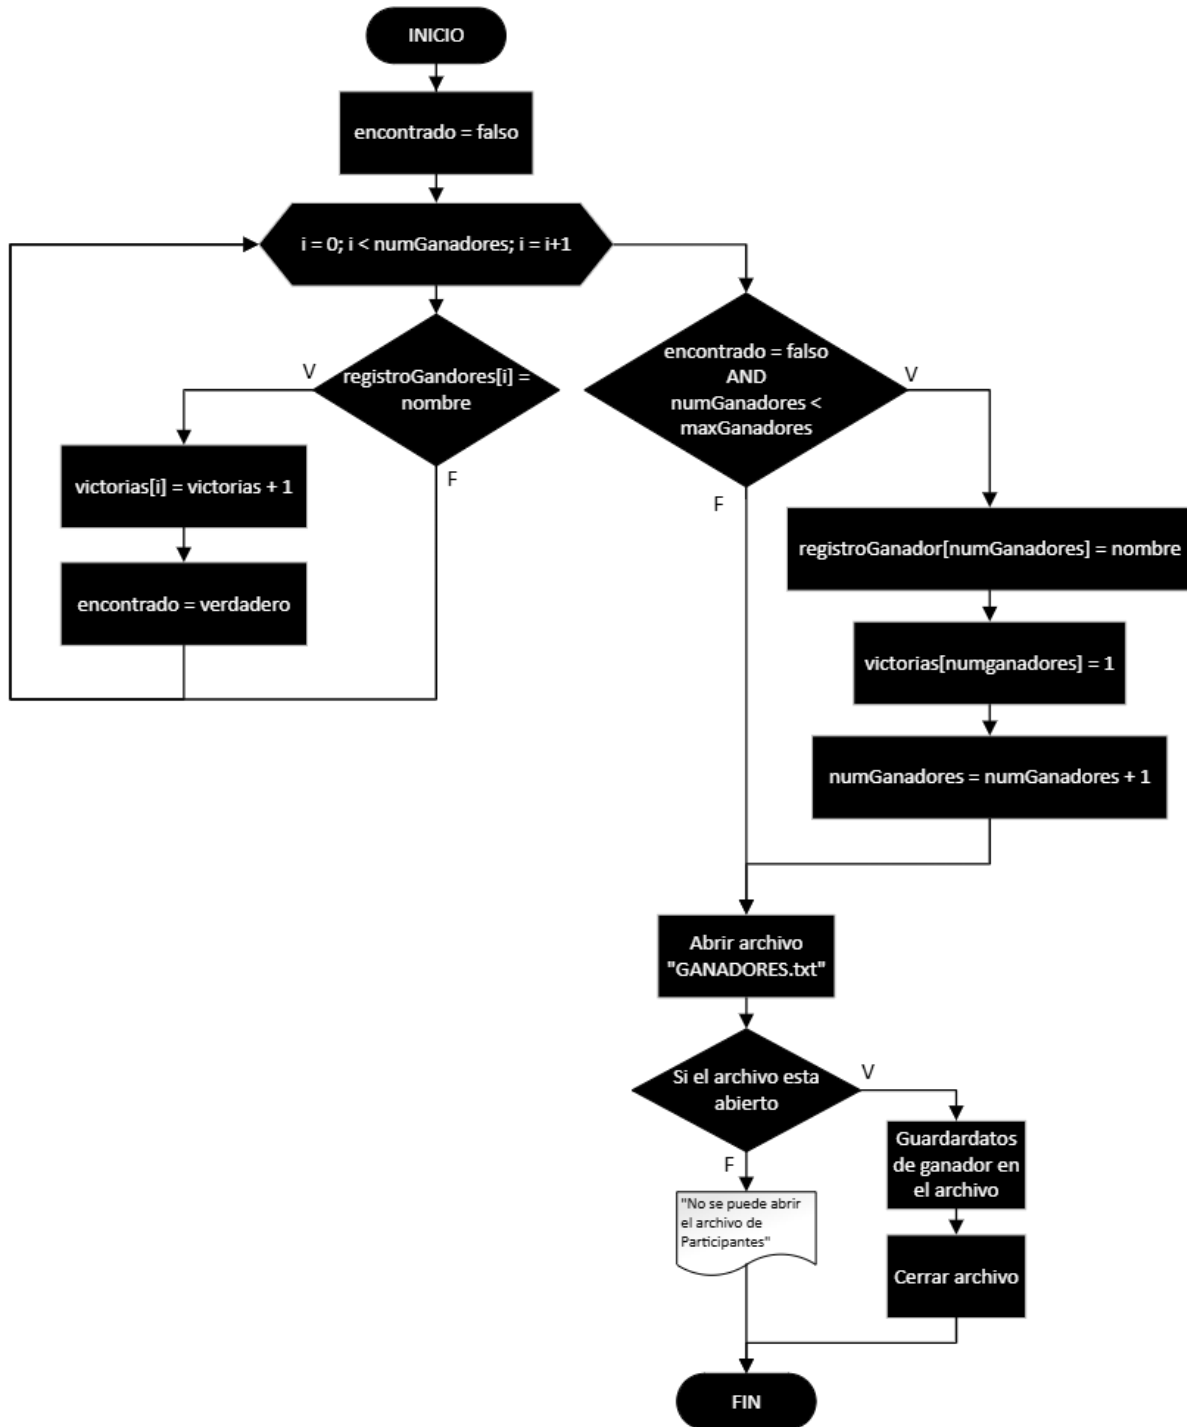 INICIO
encontrado = falso
i = 0; i < numGanadores; i = i+1
V
registroGandores[i] =
nombre
F
victorias[i] = victorias + 1
encontrado = verdadero
encontrado = falso
AND
numGanadores <
maxGanadores
V
F
registroGanador[numGanadores] = nombre
victorias[numganadores] = 1
numGanadores = numGanadores + 1
Abrir archivo
"GANADORES.txt"
Si el archivo esta
abierto
V
F
Guardardatos
de ganador en
el archivo
"No se puede abrir
el archivo de
Participantes"
Cerrar archivo
FIN